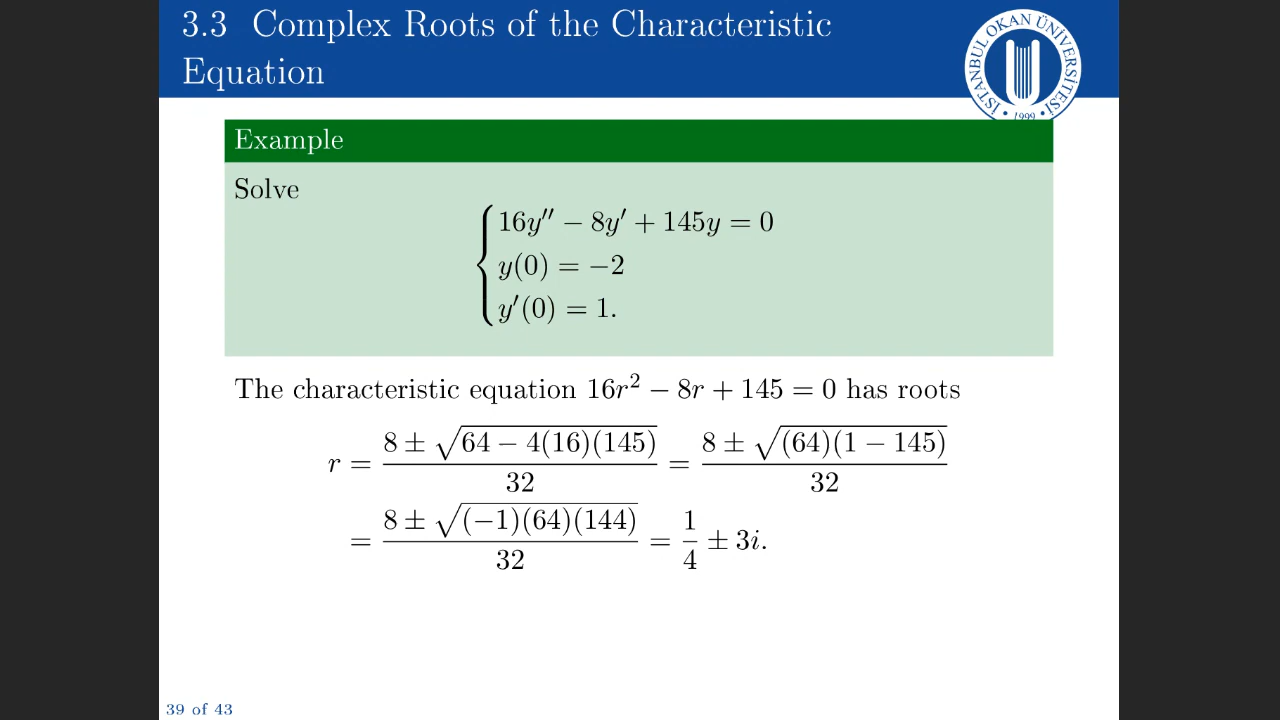 3.3 Complex Roots of the Characteristic
Equation
İSTANBUL OKAN ÜNİVERSİTESİ
• 1999 •
Example
Solve
16y″ − 8y′ + 145y = 0
y(0) = −2
y′(0) = 1.
The characteristic equation 16r² − 8r + 145 = 0 has roots
r = (8 ± √(64 − 4(16)(145)))/32 = (8 ± √((64)(1 − 145)))/32
= (8 ± √((−1)(64)(144)))/32 = 1/4 ± 3i.
39 of 43